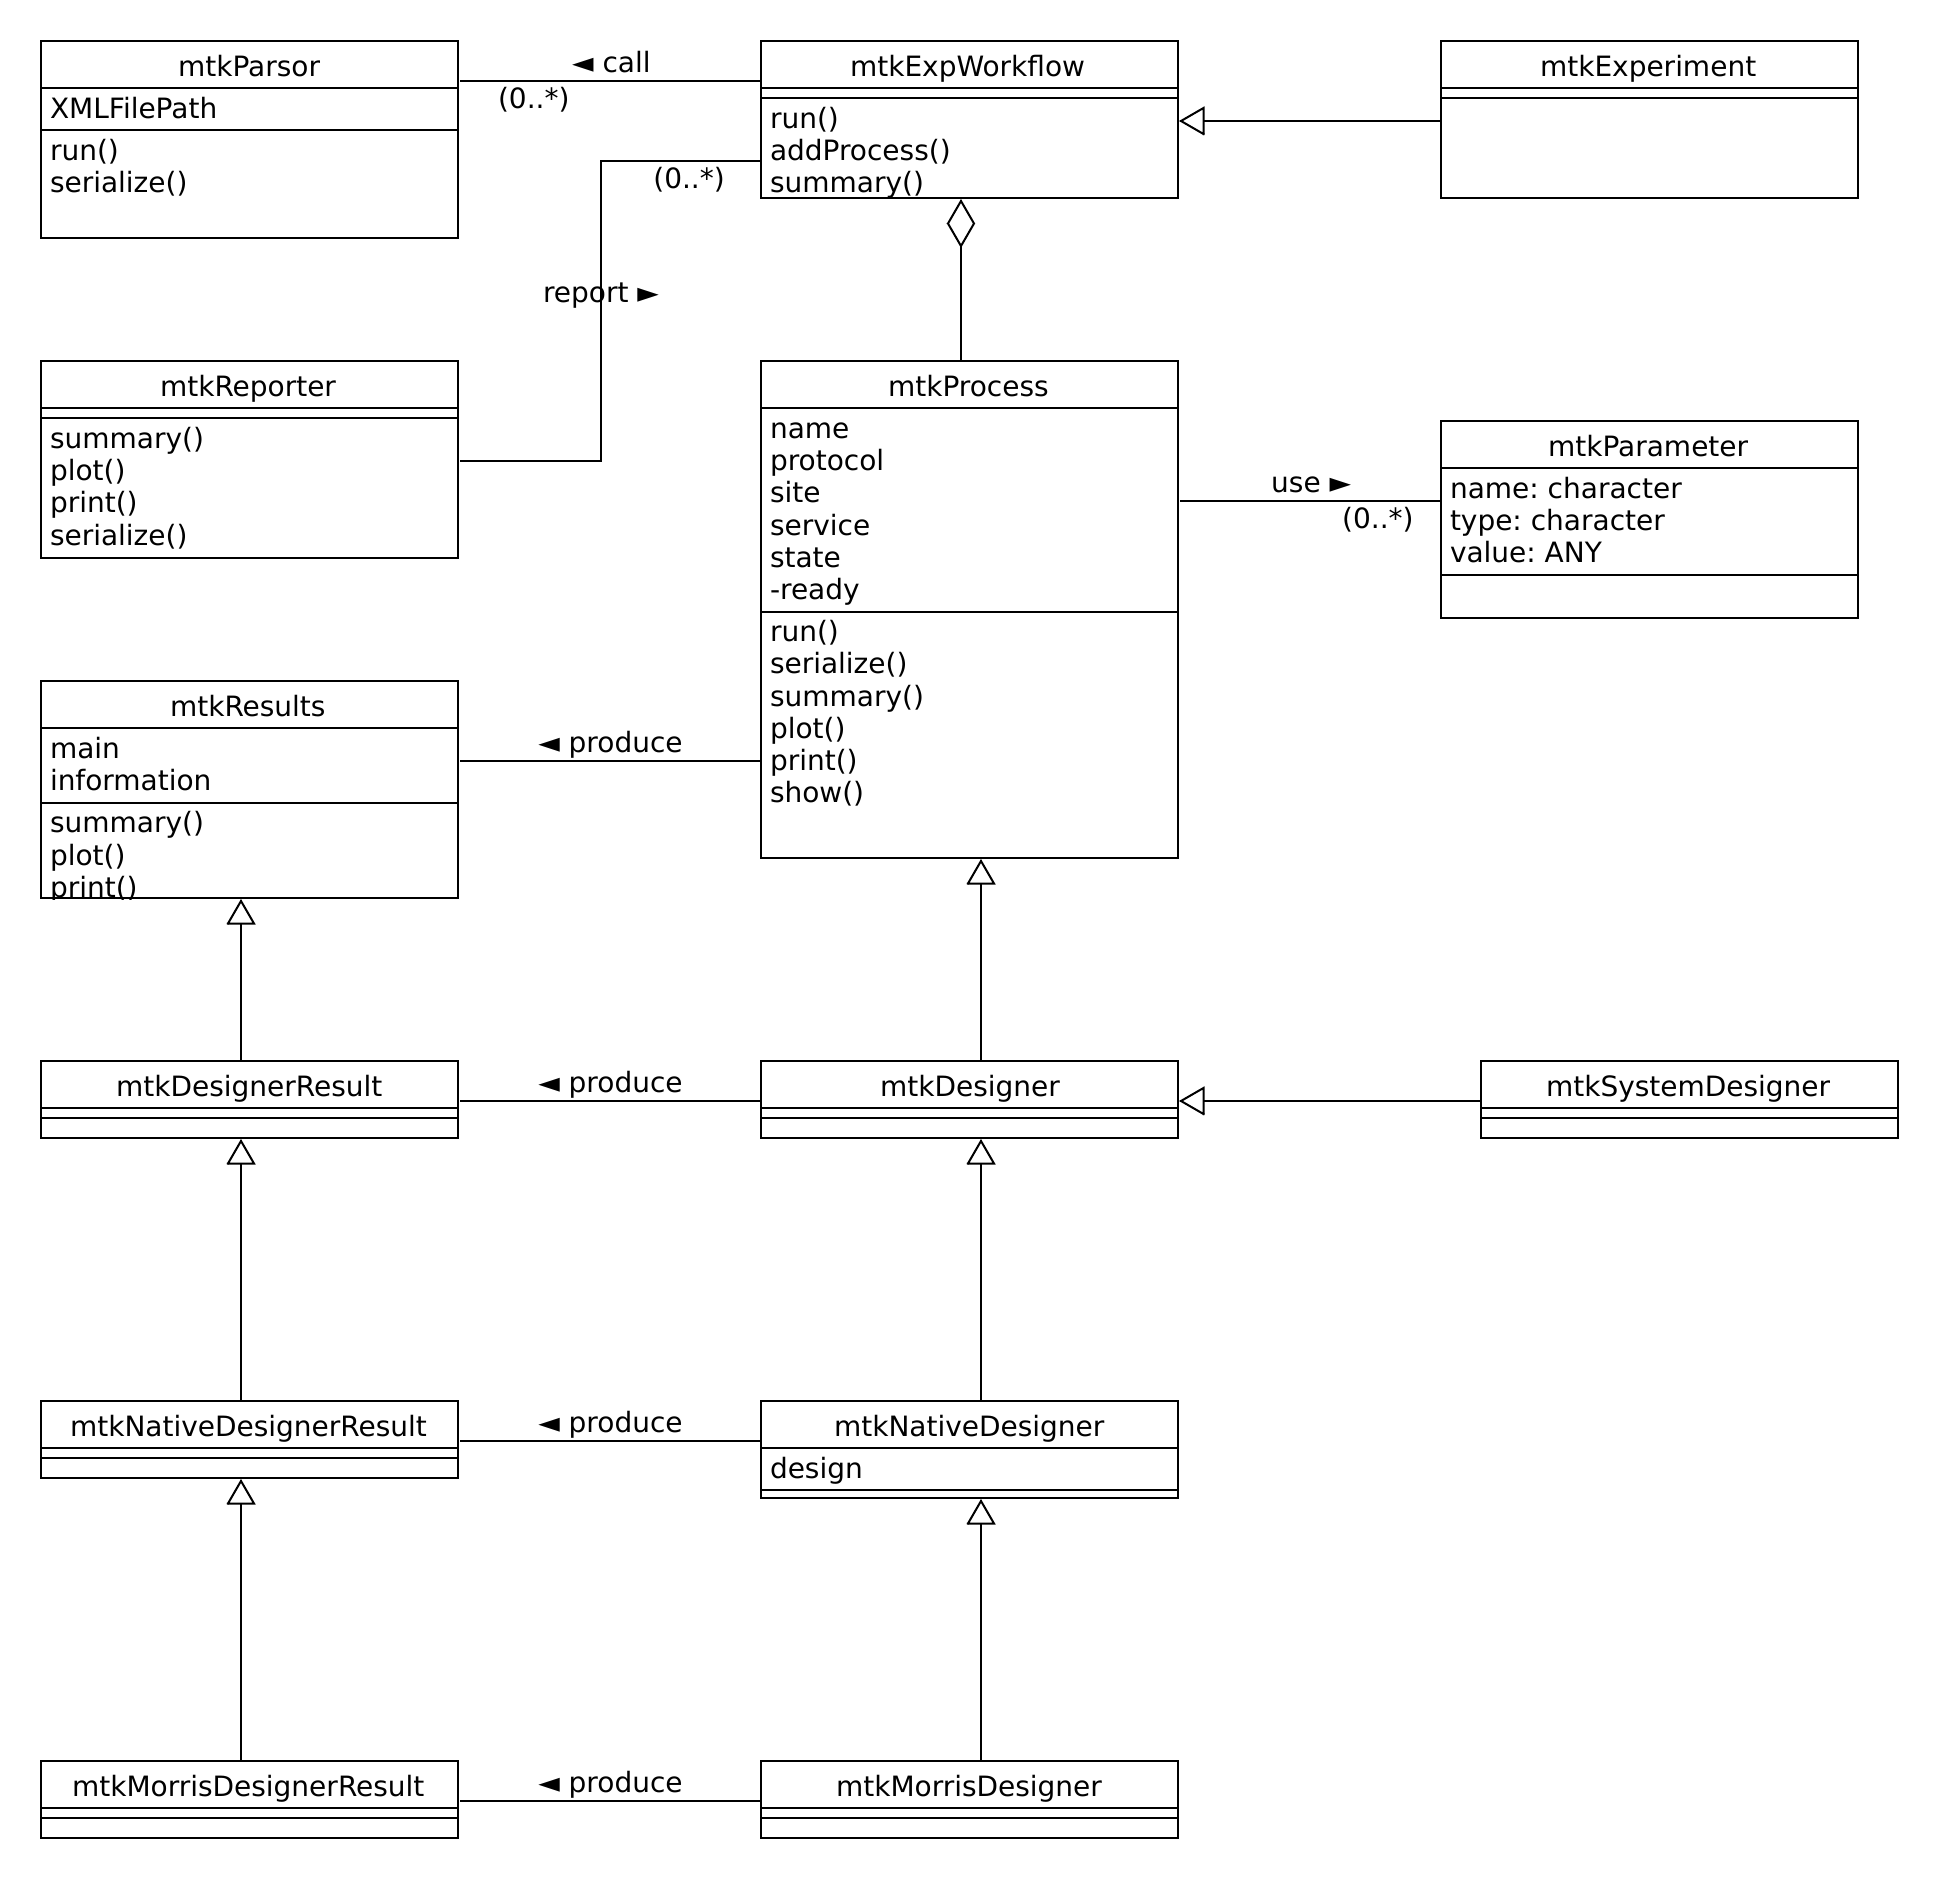 mtkParsor
XMLFilePath
run()
serialize()
◄ call
(0..*)
mtkExpWorkflow
run()
addProcess()
summary()
mtkExperiment
(0..*)
report ►
mtkReporter
summary()
plot()
print()
serialize()
mtkProcess
name
protocol
site
service
state
-ready
run()
serialize()
summary()
plot()
print()
show()
use ►
(0..*)
mtkParameter
name: character
type: character
value: ANY
mtkResults
main
information
summary()
plot()
print()
◄ produce
mtkDesignerResult
◄ produce
mtkDesigner
mtkSystemDesigner
mtkNativeDesignerResult
◄ produce
mtkNativeDesigner
design
mtkMorrisDesignerResult
◄ produce
mtkMorrisDesigner